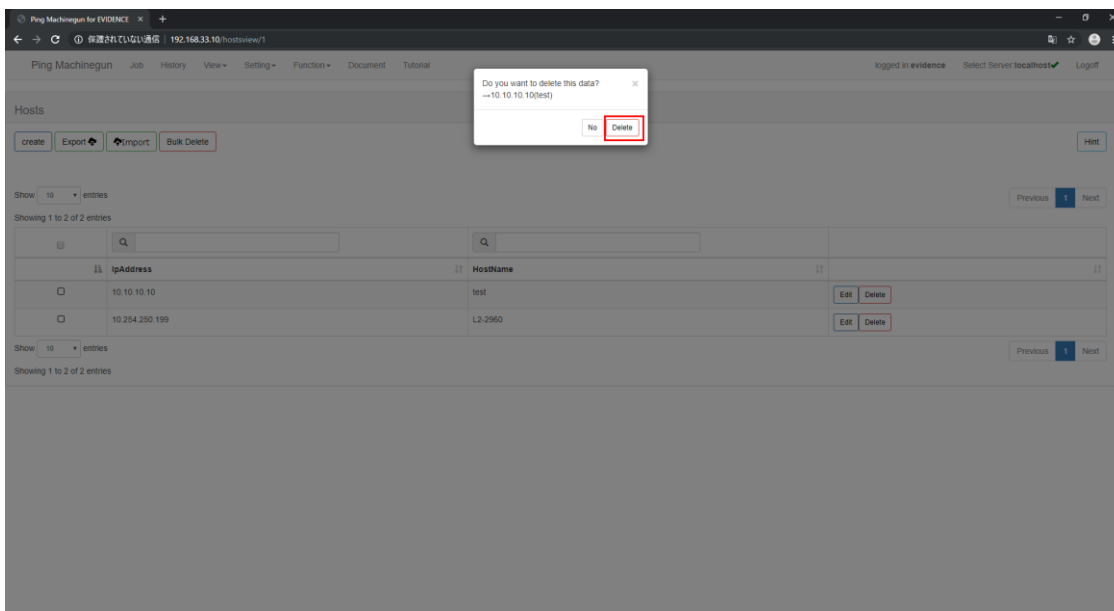 Ping Machinegun for EVIDENCE
保護されていない通信 | 192.168.33.10/hostsview/1
Ping Machinegun Job History View Setting Function Document Tutorial logged in:evidence Select Server:localhost✔ Logoff
Do you want to delete this data? ×
→10.10.10.10(test)
No Delete
Hosts
create Export Import Bulk Delete Hint
Show 10 entries Previous 1 Next
Showing 1 to 2 of 2 entries
IpAddress HostName
10.10.10.10 test Edit Delete
10.254.250.199 L2-2960 Edit Delete
Show 10 entries Previous 1 Next
Showing 1 to 2 of 2 entries